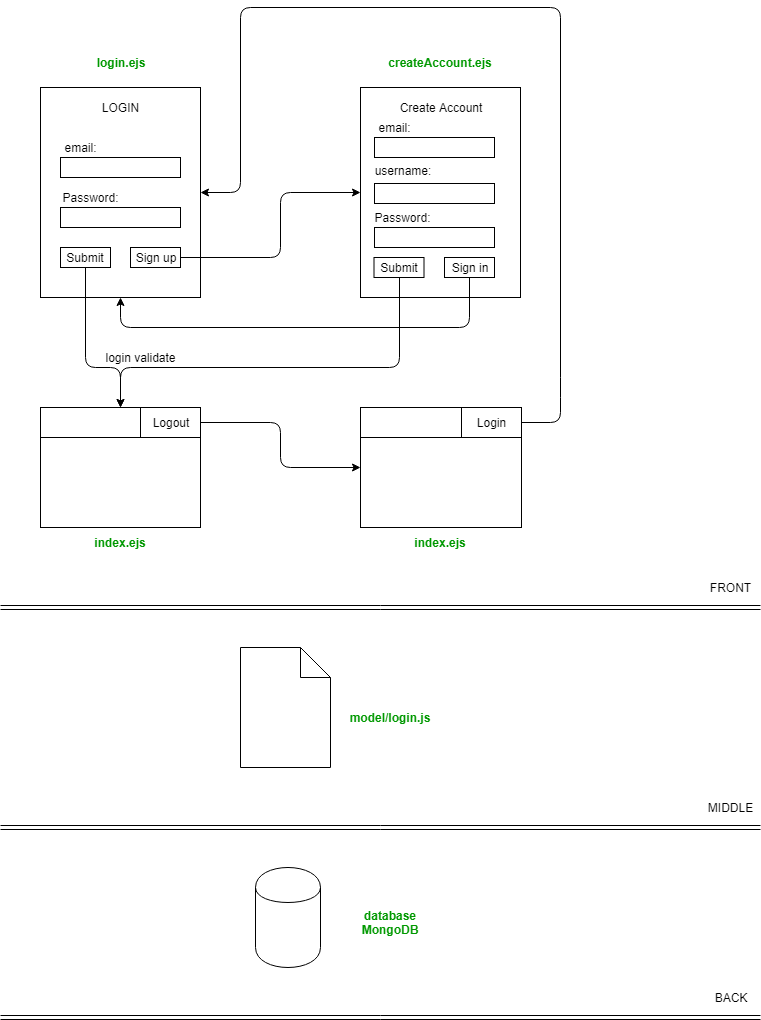 login.ejs
createAccount.ejs
LOGIN
email:
Password:
Submit
Sign up
Create Account
email:
username:
Password:
Submit
Sign in
login validate
Logout
Login
index.ejs
index.ejs
FRONT
model/login.js
MIDDLE
database
MongoDB
BACK